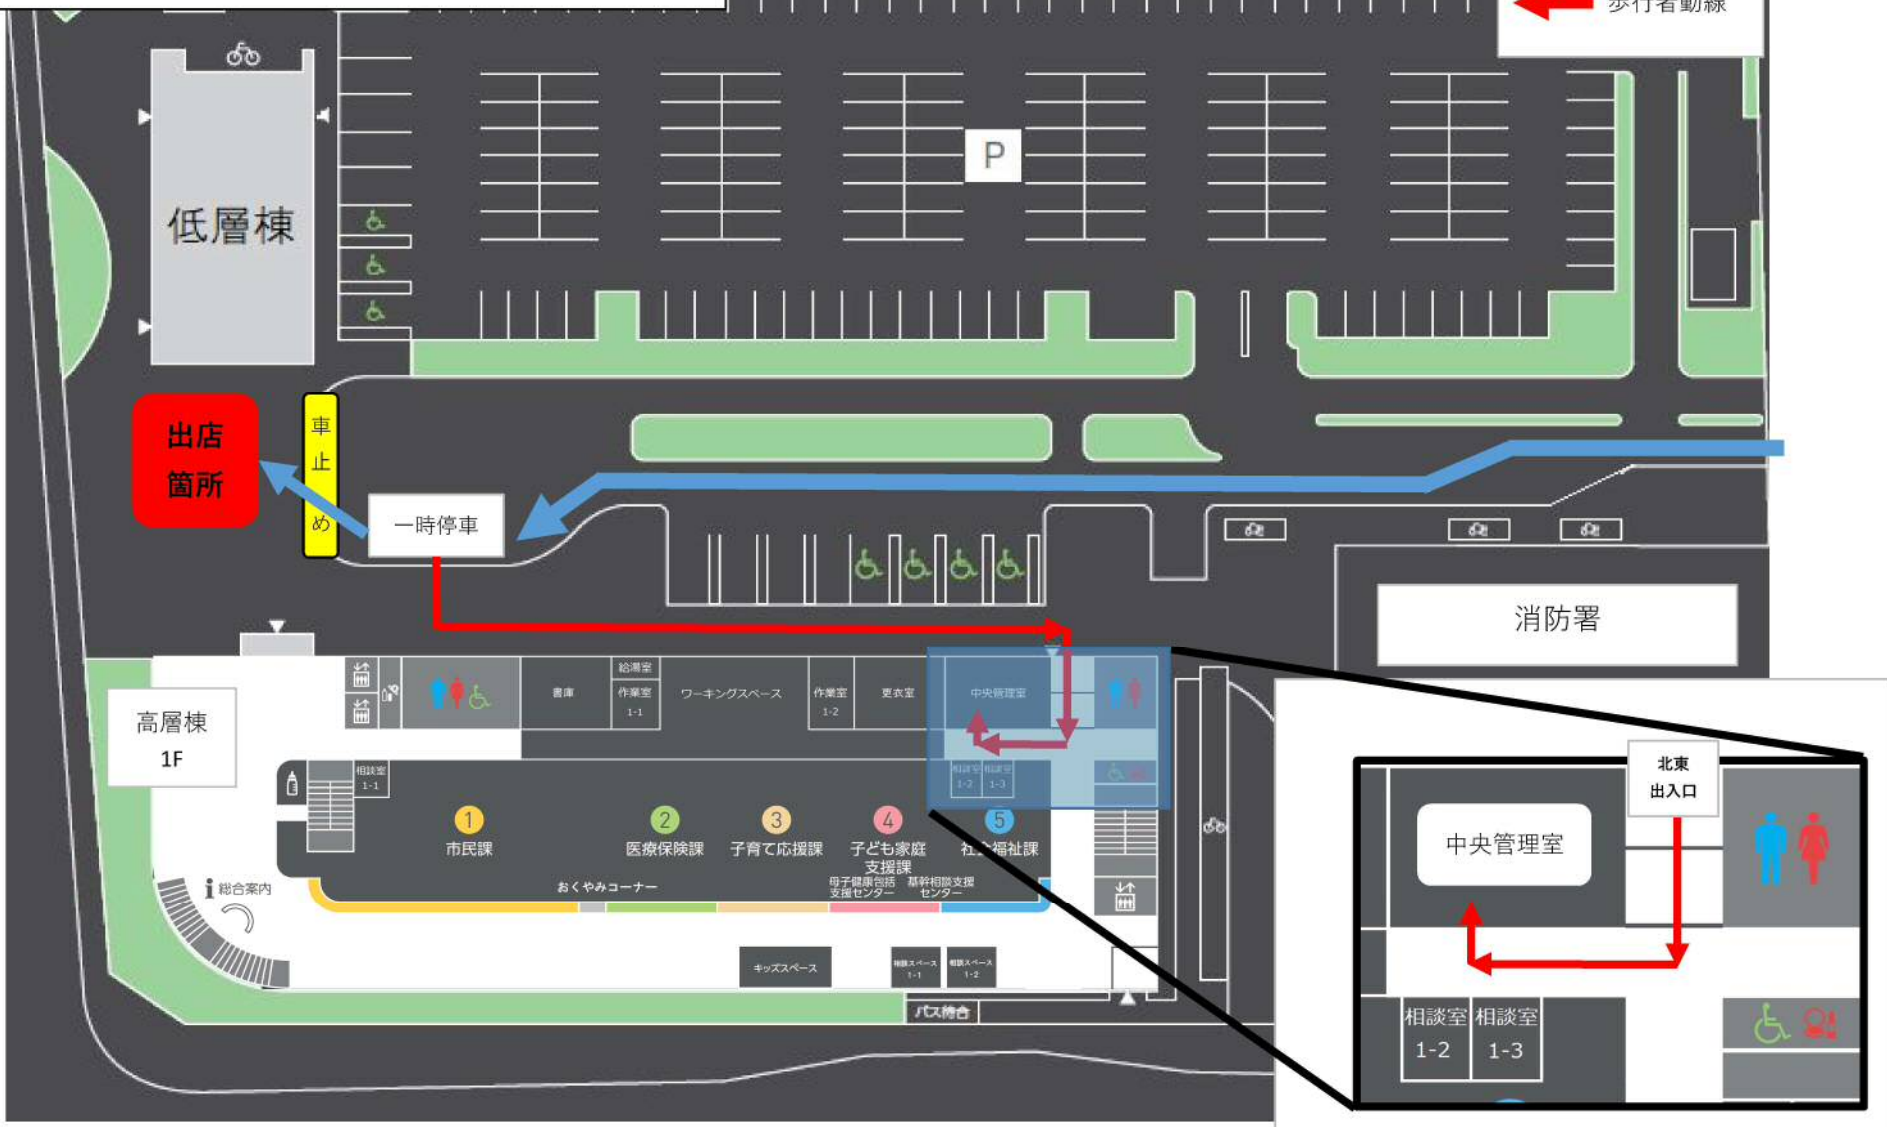 歩行者動線
P
低層棟
出店
箇所
車
止
め
一時停車
消防署
高層棟
1F
書庫
給湯室
作業室
1-1
ワーキングスペース
作業室
1-2
更衣室
中央管理室
相談室
1-1
相談室
1-2
相談室
1-3
1
市民課
2
医療保険課
3
子育て応援課
4
子ども家庭
支援課
5
社会福祉課
母子健康包括
支援センター
基幹相談支援
センター
おくやみコーナー
i 総合案内
キッズスペース
相談スペース
1-1
相談スペース
1-2
バス待合
北東
出入口
中央管理室
相談室
1-2
相談室
1-3